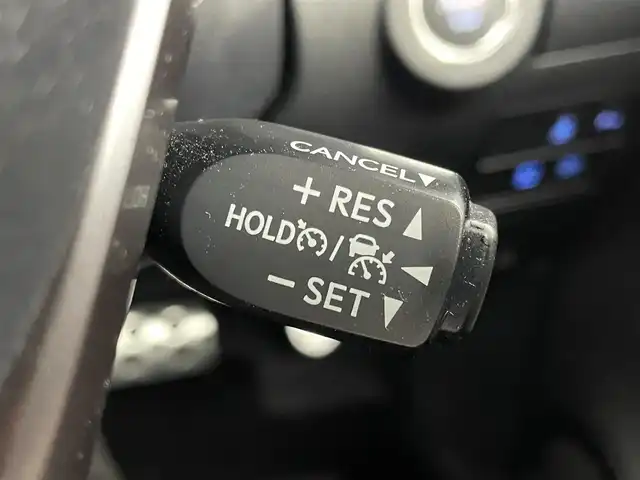 CANCEL
+ RES
HOLD /
- SET